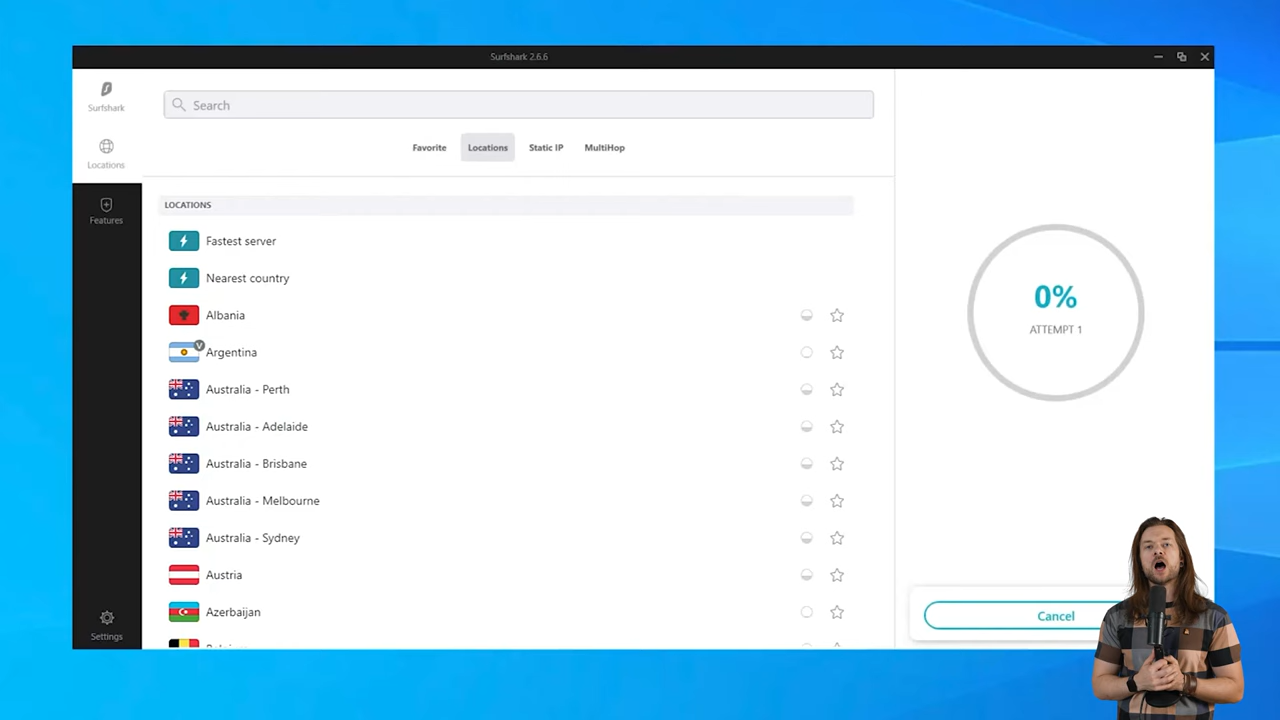 Surfshark 2.6.6
Surfshark
Locations
Features
Settings
Search
Favorite
Locations
Static IP
MultiHop
LOCATIONS
Fastest server
Nearest country
Albania
V
Argentina
Australia - Perth
Australia - Adelaide
Australia - Brisbane
Australia - Melbourne
Australia - Sydney
Austria
Azerbaijan
0%
ATTEMPT 1
Cancel